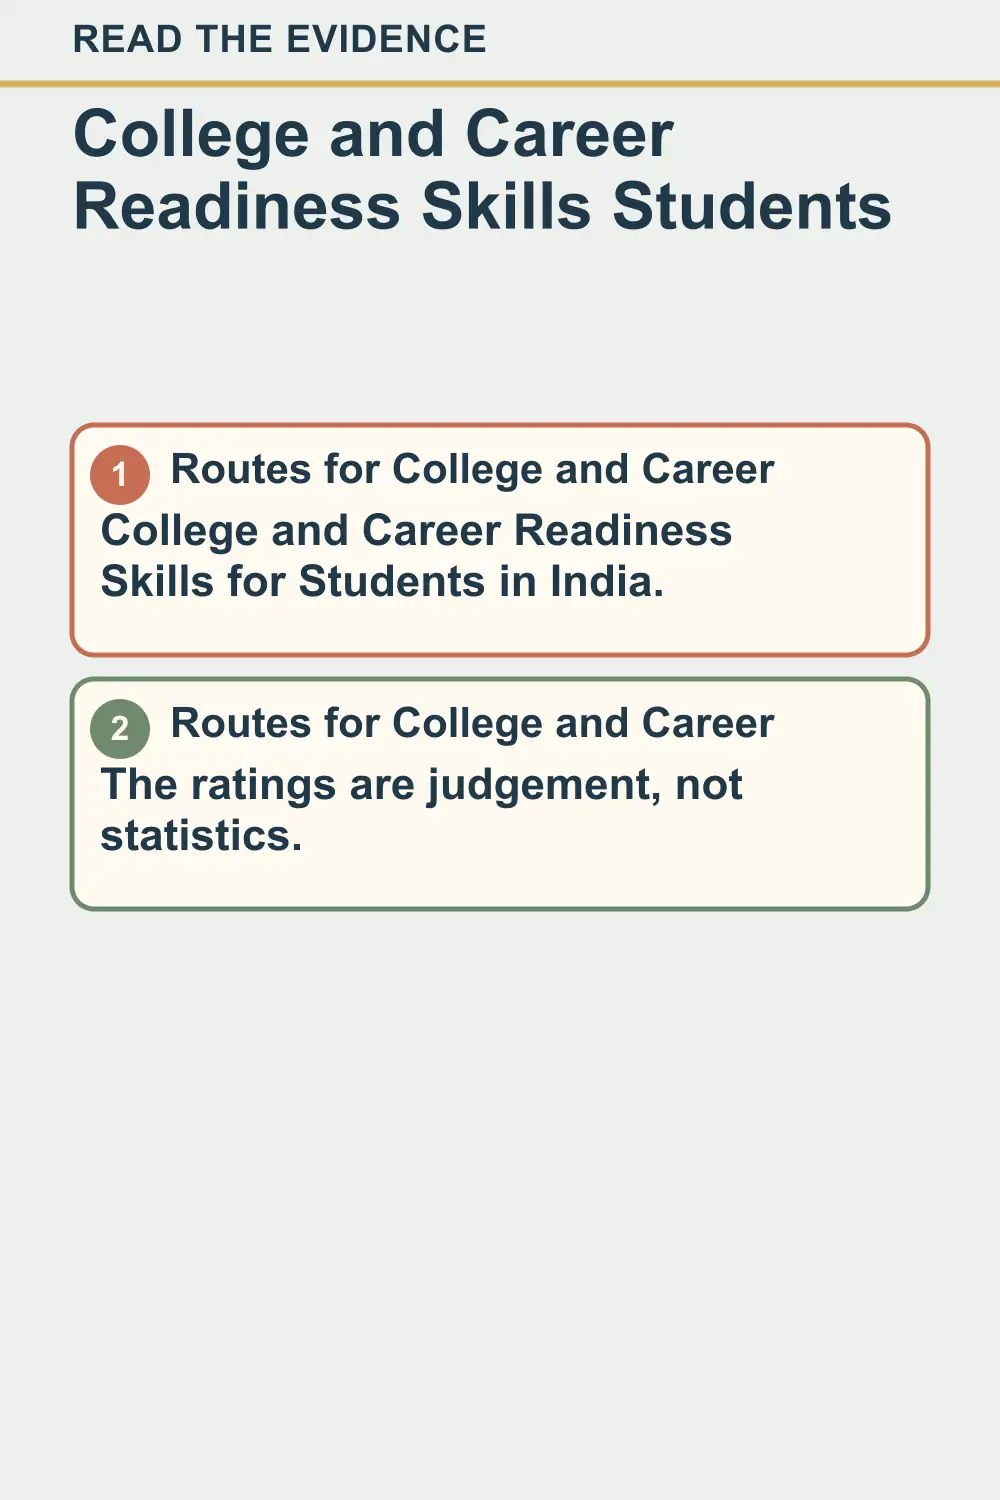 READ THE EVIDENCE
College and Career
Readiness Skills Students
1 Routes for College and Career
College and Career Readiness
Skills for Students in India.
2 Routes for College and Career
The ratings are judgement, not
statistics.